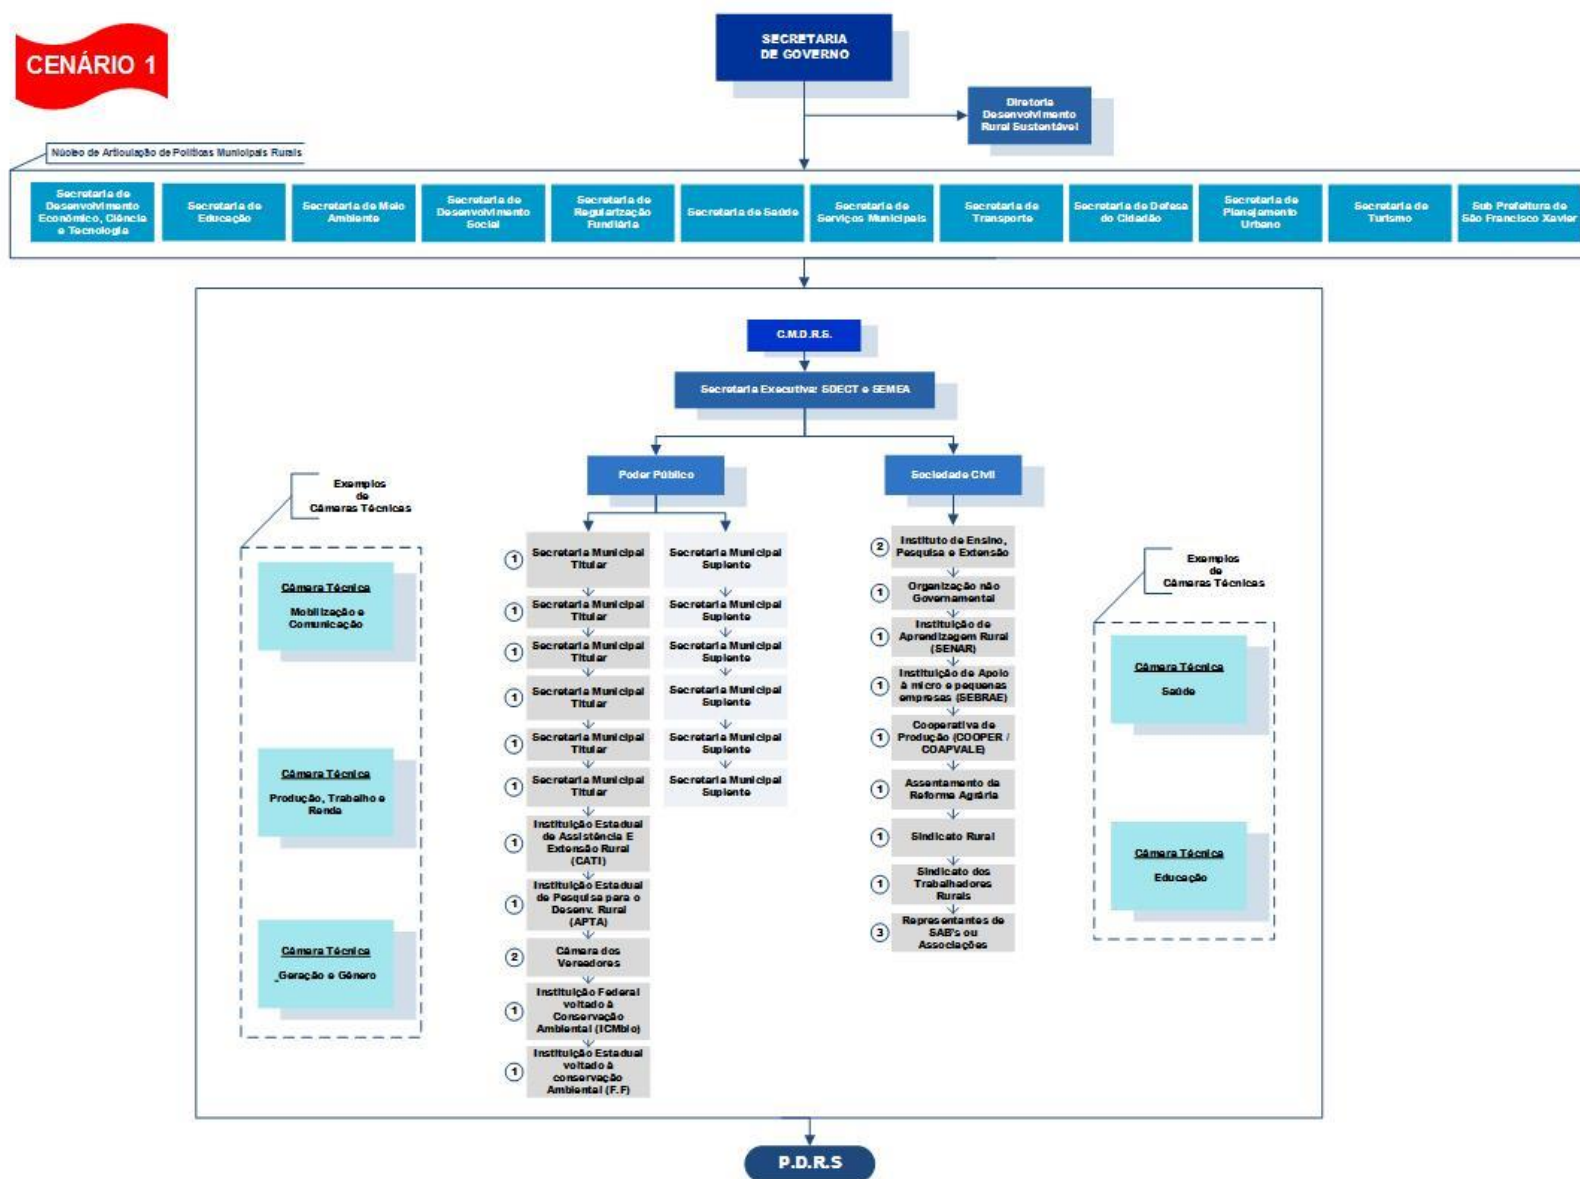 CENÁRIO 1
SECRETARIA
DE GOVERNO
Diretoria
Desenvolvimento
Rural Sustentável
Núcleo de Articulação de Políticas Municipais Rurais
Secretaria de
Desenvolvimento
Econômico, Ciência
e Tecnologia
Secretaria de
Educação
Secretaria de Meio
Ambiente
Secretaria de
Desenvolvimento
Social
Secretaria de
Regularização
Fundiária
Secretaria de Saúde
Secretaria de
Serviços Municipais
Secretaria de
Transporte
Secretaria de Defesa
do Cidadão
Secretaria de
Planejamento
Urbano
Secretaria de
Turismo
Sub Prefeitura de
São Francisco Xavier
C.M.D.R.S.
Secretaria Executiva: SDECT e SEMEA
Poder Público
Sociedade Civil
Exemplos
de
Câmaras Técnicas
Câmara Técnica
Mobilização e
Comunicação
Câmara Técnica
Produção, Trabalho e
Renda
Câmara Técnica
_Geração e Gênero
1
Secretaria Municipal
Titular
1
Secretaria Municipal
Titular
1
Secretaria Municipal
Titular
1
Secretaria Municipal
Titular
1
Secretaria Municipal
Titular
1
Secretaria Municipal
Titular
1
Instituição Estadual
de Assistência E
Extensão Rural
(CATI)
1
Instituição Estadual
de Pesquisa para o
Desenv. Rural
(APTA)
2
Câmara dos
Vereadores
1
Instituição Federal
voltado à
Conservação
Ambiental (ICMbio)
1
Instituição Estadual
voltado à
conservação
Ambiental (F.F)
Secretaria Municipal
Suplente
Secretaria Municipal
Suplente
Secretaria Municipal
Suplente
Secretaria Municipal
Suplente
Secretaria Municipal
Suplente
Secretaria Municipal
Suplente
2
Instituto de Ensino,
Pesquisa e Extensão
1
Organização não
Governamental
1
Instituição de
Aprendizagem Rural
(SENAR)
1
Instituição de Apoio
à micro e pequenas
empresas (SEBRAE)
1
Cooperativa de
Produção (COOPER /
COAPVALE)
1
Assentamento da
Reforma Agrária
1
Sindicato Rural
1
Sindicato dos
Trabalhadores
Rurais
3
Representantes de
SAB's ou
Associações
Exemplos
de
Câmaras Técnicas
Câmara Técnica
Saúde
Câmara Técnica
Educação
P.D.R.S